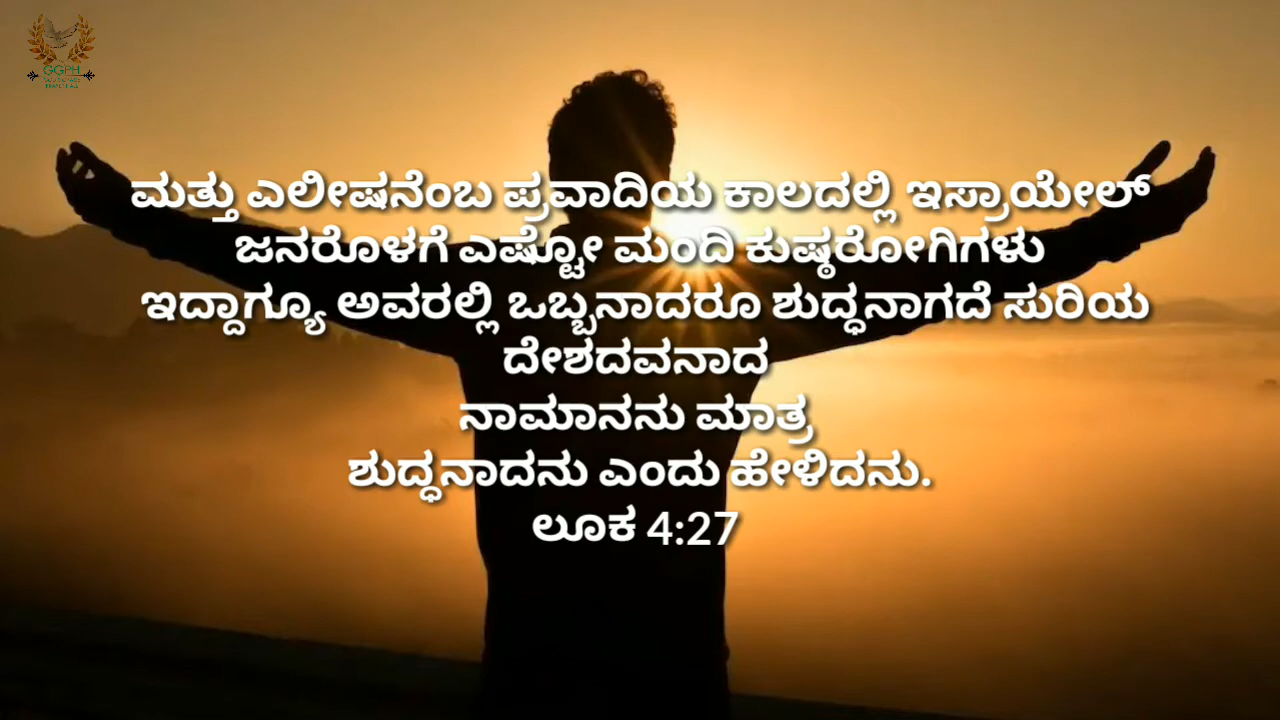 GGPH
ಮತ್ತು ಎಲೀಷನೆಂಬ ಪ್ರವಾದಿಯ ಕಾಲದಲ್ಲಿ ಇಸ್ರಾಯೇಲ್
ಜನರೊಳಗೆ ಎಷ್ಟೋ ಮಂದಿ ಕುಷ್ಠರೋಗಿಗಳು
ಇದ್ದಾಗ್ಯೂ ಅವರಲ್ಲಿ ಒಬ್ಬನಾದರೂ ಶುದ್ಧನಾಗದೆ ಸುರಿಯ
ದೇಶದವನಾದ
ನಾಮಾನನು ಮಾತ್ರ
ಶುದ್ಧನಾದನು ಎಂದು ಹೇಳಿದನು.
ಲೂಕ 4:27